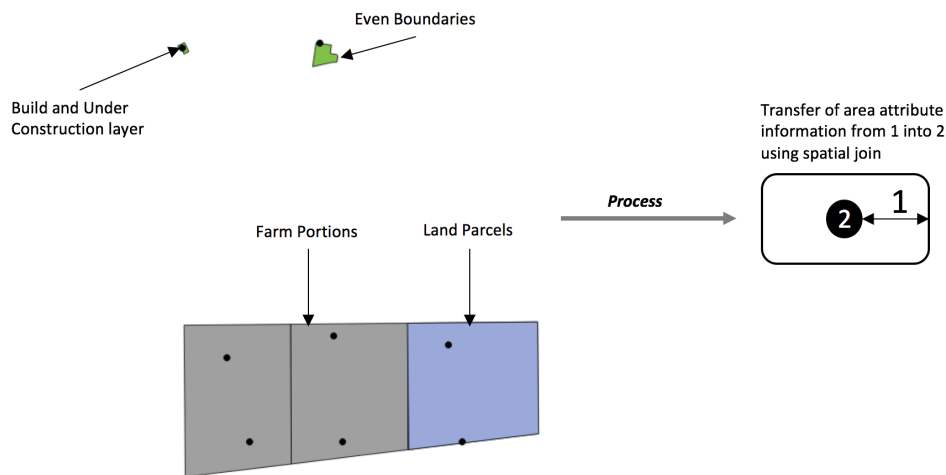 Even Boundaries
Build and Under
Construction layer
Transfer of area attribute
information from 1 into 2
using spatial join
Process
2
1
Farm Portions
Land Parcels